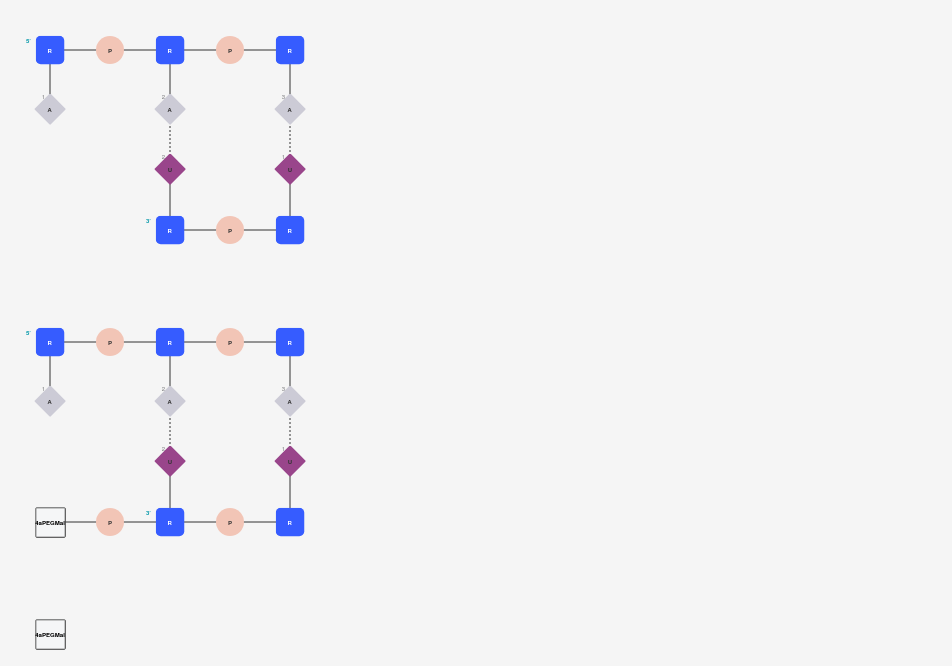 5' R P R P R
1 2 3
A A A
2 1
U U
3' R P R
5' R P R P R
1 2 3
A A A
2 1
U U
3'
4aPEGMal P R P R
4aPEGMal